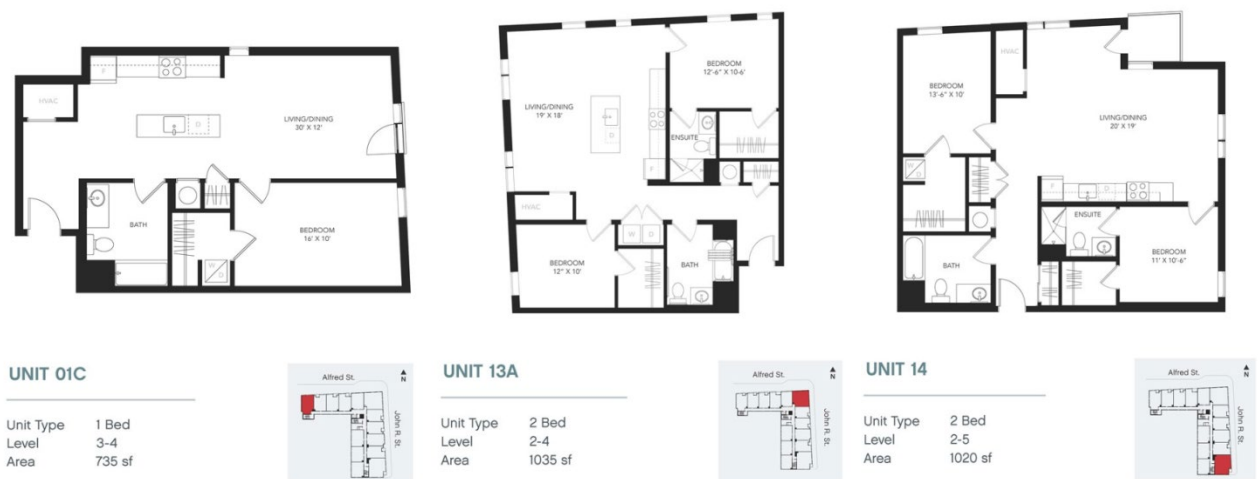 HVAC
F
D
LIVING/DINING
30' X 12'
BATH
BEDROOM
16' X 10'
W
D
BEDROOM
12'-6" X 10-6'
LIVING/DINING
19' X 18'
D
ENSUITE
F
HVAC
W D
BEDROOM
12" X 10'
BATH
HVAC
BEDROOM
13'-6" X 10'
LIVING/DINING
20' X 19'
W
D
F
D
ENSUITE
BATH
BEDROOM
11' X 10'-6"
UNIT 01C
Unit Type 1 Bed
Level 3-4
Area 735 sf
Alfred St.
N
John R. St.
UNIT 13A
Unit Type 2 Bed
Level 2-4
Area 1035 sf
Alfred St.
N
John R. St.
UNIT 14
Unit Type 2 Bed
Level 2-5
Area 1020 sf
Alfred St.
N
John R. St.